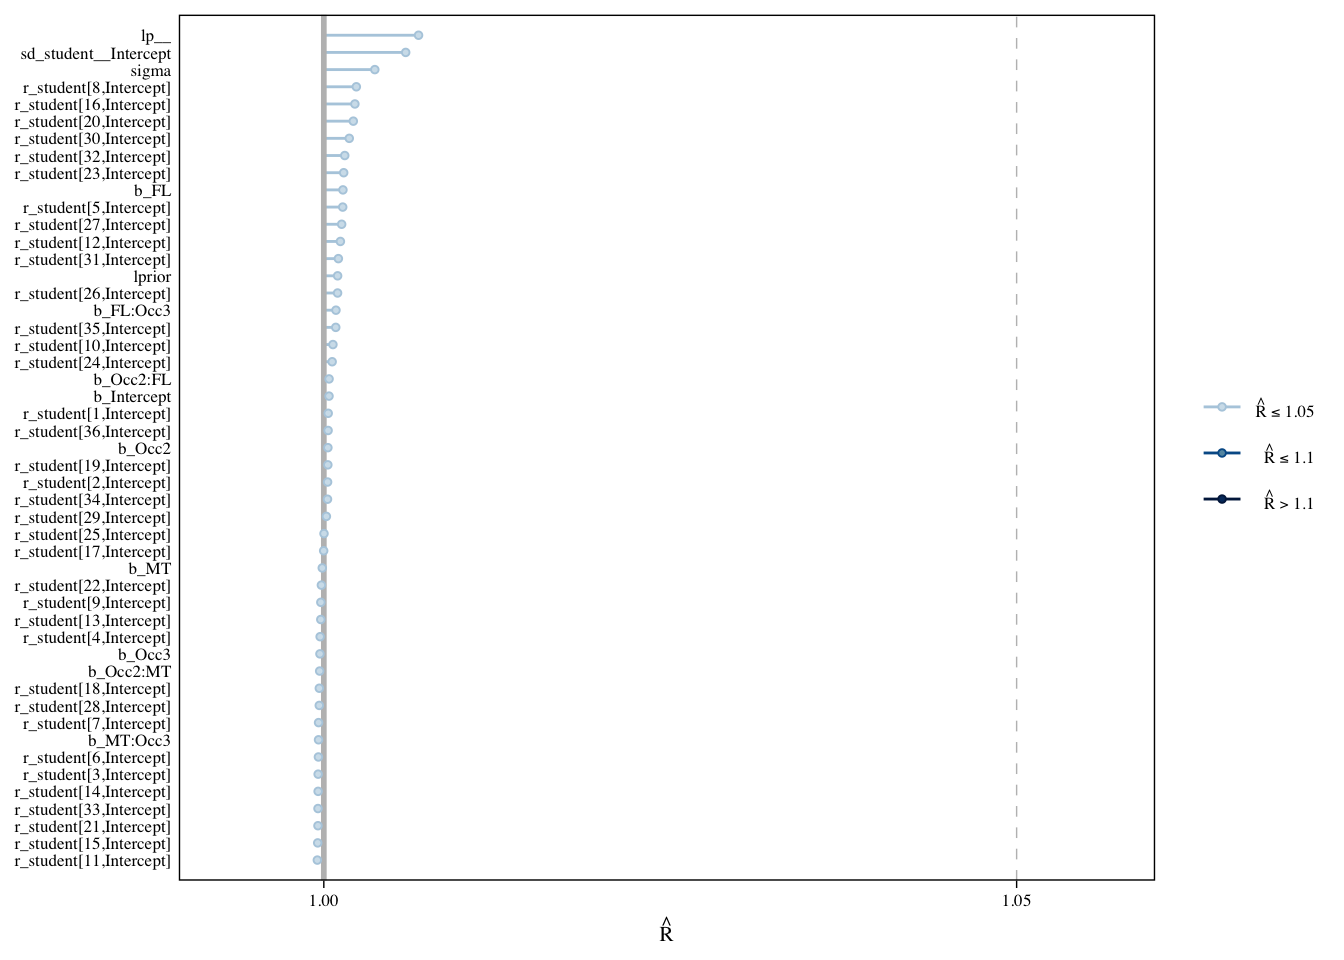 lp__
sd_student__Intercept
sigma
r_student[8,Intercept]
r_student[16,Intercept]
r_student[20,Intercept]
r_student[30,Intercept]
r_student[32,Intercept]
r_student[23,Intercept]
b_FL
r_student[5,Intercept]
r_student[27,Intercept]
r_student[12,Intercept]
r_student[31,Intercept]
lprior
r_student[26,Intercept]
b_FL:Occ3
r_student[35,Intercept]
r_student[10,Intercept]
r_student[24,Intercept]
b_Occ2:FL
b_Intercept
r_student[1,Intercept]
r_student[36,Intercept]
b_Occ2
r_student[19,Intercept]
r_student[2,Intercept]
r_student[34,Intercept]
r_student[29,Intercept]
r_student[25,Intercept]
r_student[17,Intercept]
b_MT
r_student[22,Intercept]
r_student[9,Intercept]
r_student[13,Intercept]
r_student[4,Intercept]
b_Occ3
b_Occ2:MT
r_student[18,Intercept]
r_student[28,Intercept]
r_student[7,Intercept]
b_MT:Occ3
r_student[6,Intercept]
r_student[3,Intercept]
r_student[14,Intercept]
r_student[33,Intercept]
r_student[21,Intercept]
r_student[15,Intercept]
r_student[11,Intercept]
1.00 1.05
R̂
R̂ ≤ 1.05
R̂ ≤ 1.1
R̂ > 1.1